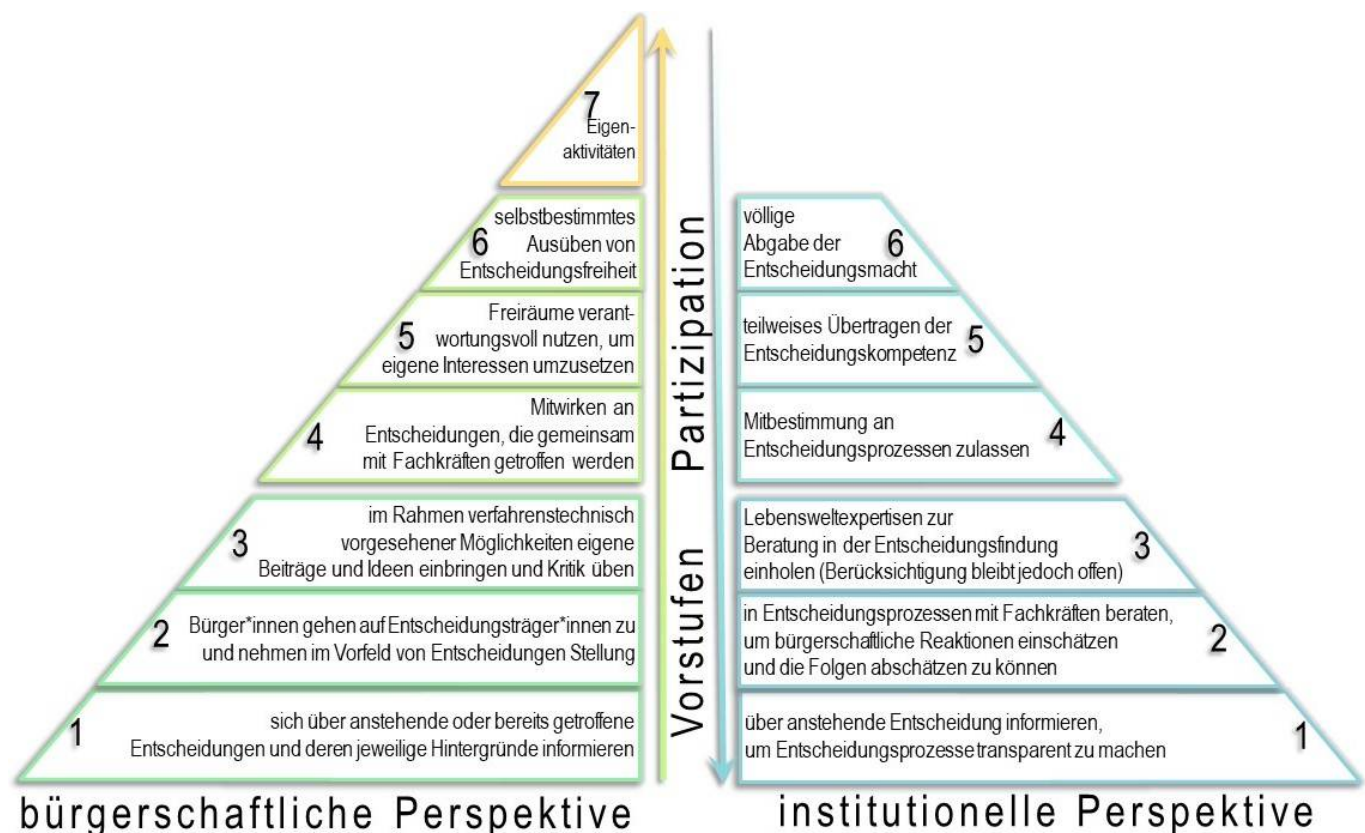 7
Eigen-
aktivitäten
6
selbstbestimmtes
Ausüben von
Entscheidungsfreiheit
5
Freiräume verant-
wortungsvoll nutzen, um
eigene Interessen umzusetzen
4
Mitwirken an
Entscheidungen, die gemeinsam
mit Fachkräften getroffen werden
3
im Rahmen verfahrenstechnisch
vorgesehener Möglichkeiten eigene
Beiträge und Ideen einbringen und Kritik üben
2
Bürger*innen gehen auf Entscheidungsträger*innen zu
und nehmen im Vorfeld von Entscheidungen Stellung
1
sich über anstehende oder bereits getroffene
Entscheidungen und deren jeweilige Hintergründe informieren
bürgerschaftliche Perspektive
Partizipation
Vorstufen
völlige
Abgabe der
Entscheidungsmacht
6
teilweises Übertragen der
Entscheidungskompetenz
5
Mitbestimmung an
Entscheidungsprozessen zulassen
4
Lebensweltexpertisen zur
Beratung in der Entscheidungsfindung
einholen (Berücksichtigung bleibt jedoch offen)
3
in Entscheidungsprozessen mit Fachkräften beraten,
um bürgerschaftliche Reaktionen einschätzen
und die Folgen abschätzen zu können
2
über anstehende Entscheidung informieren,
um Entscheidungsprozesse transparent zu machen
1
institutionelle Perspektive